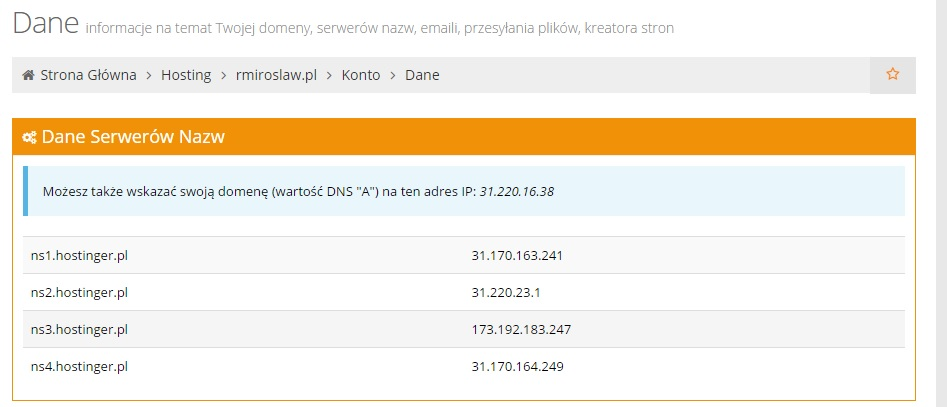 Dane informacje na temat Twojej domeny, serwerów nazw, emaili, przesyłania plików, kreatora stron
Strona Główna > Hosting > rmiroslaw.pl > Konto > Dane
Dane Serwerów Nazw
Możesz także wskazać swoją domenę (wartość DNS "A") na ten adres IP: 31.220.16.38
ns1.hostinger.pl 31.170.163.241
ns2.hostinger.pl 31.220.23.1
ns3.hostinger.pl 173.192.183.247
ns4.hostinger.pl 31.170.164.249